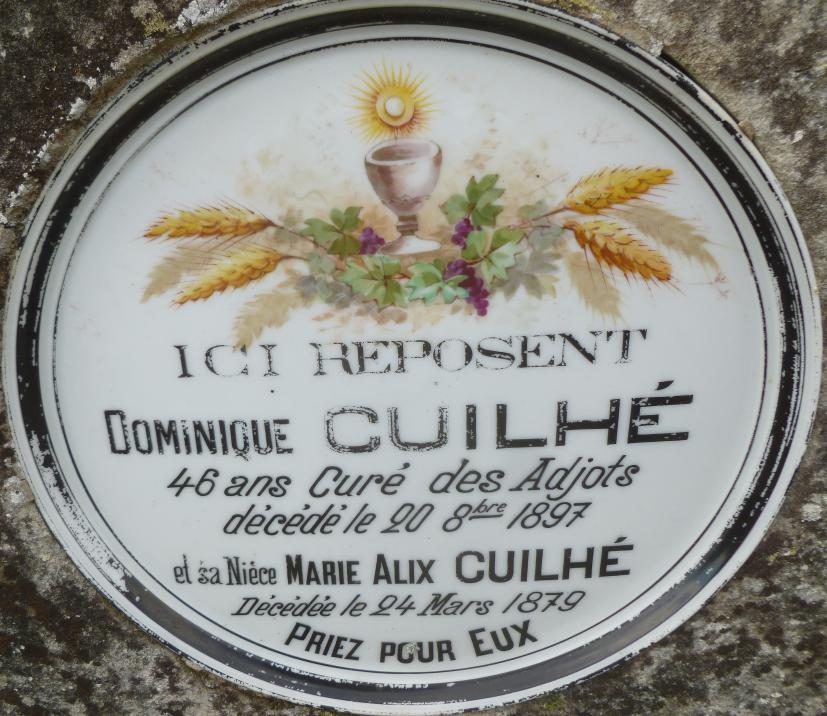 ICI REPOSENT
DOMINIQUE CUILHÉ
46 ans Curé des Adjots
décédé le 20 8bre 1897
et sa Nièce MARIE ALIX CUILHÉ
Décédée le 24 Mars 1879
PRIEZ POUR EUX